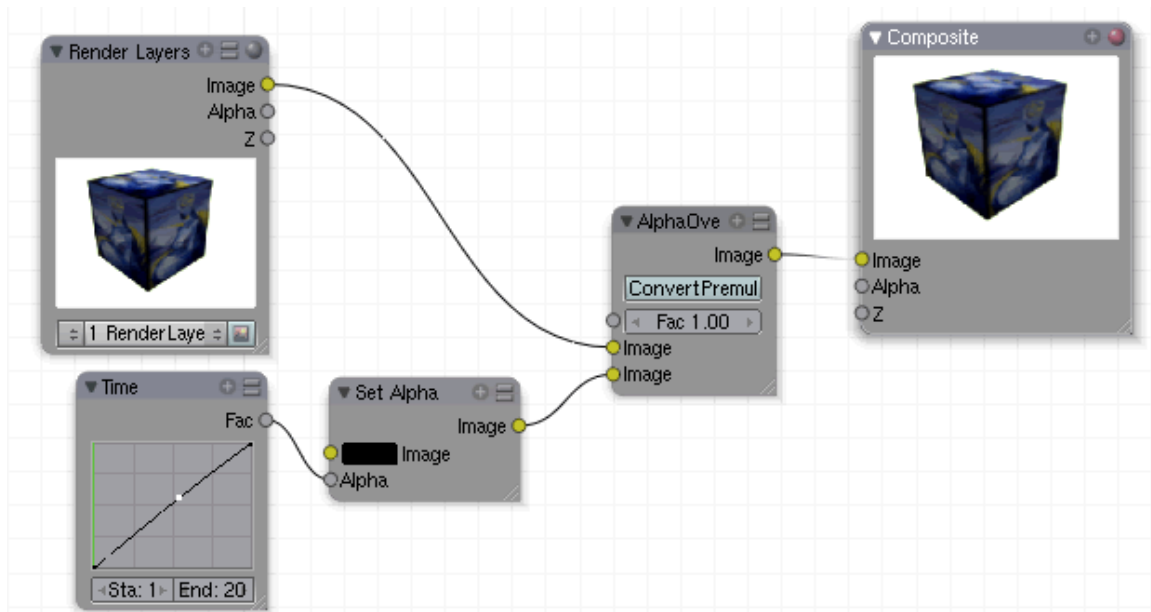 Render Layers
Image
Alpha
Z
1 RenderLaye
Time
Fac
Sta: 1
End: 20
Set Alpha
Image
Image
Alpha
AlphaOve
Image
ConvertPremul
Fac 1.00
Image
Image
Composite
Image
Alpha
Z